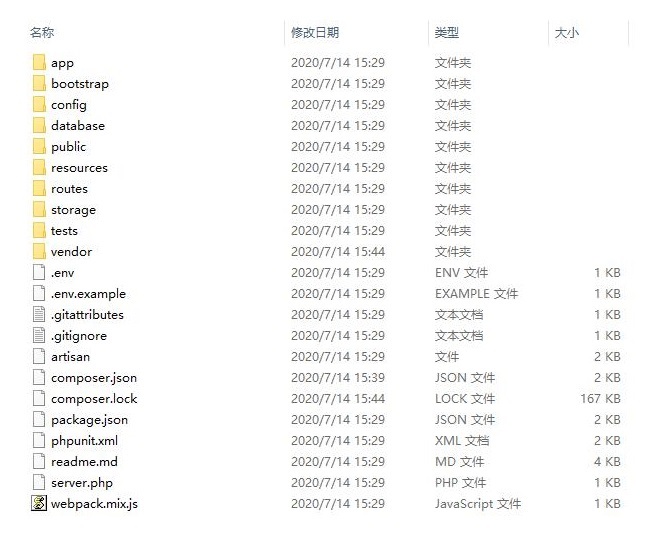 名称 修改日期 类型 大小
app 2020/7/14 15:29 文件夹
bootstrap 2020/7/14 15:29 文件夹
config 2020/7/14 15:29 文件夹
database 2020/7/14 15:29 文件夹
public 2020/7/14 15:29 文件夹
resources 2020/7/14 15:29 文件夹
routes 2020/7/14 15:29 文件夹
storage 2020/7/14 15:29 文件夹
tests 2020/7/14 15:29 文件夹
vendor 2020/7/14 15:44 文件夹
.env 2020/7/14 15:29 ENV 文件 1 KB
.env.example 2020/7/14 15:29 EXAMPLE 文件 1 KB
.gitattributes 2020/7/14 15:29 文本文档 1 KB
.gitignore 2020/7/14 15:29 文本文档 1 KB
artisan 2020/7/14 15:29 文件 2 KB
composer.json 2020/7/14 15:39 JSON 文件 2 KB
composer.lock 2020/7/14 15:44 LOCK 文件 167 KB
package.json 2020/7/14 15:29 JSON 文件 2 KB
phpunit.xml 2020/7/14 15:29 XML 文档 2 KB
readme.md 2020/7/14 15:29 MD 文件 4 KB
server.php 2020/7/14 15:29 PHP 文件 1 KB
webpack.mix.js 2020/7/14 15:29 JavaScript 文件 1 KB